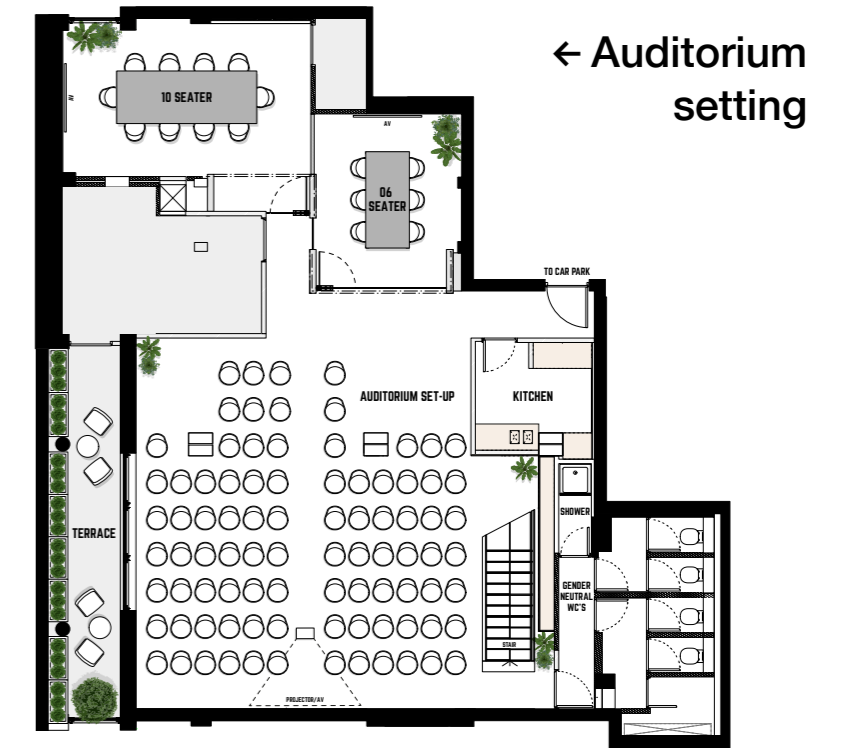 ← Auditorium
setting
10 SEATER
AV
AV
06
SEATER
TO CAR PARK
AUDITORIUM SET-UP
KITCHEN
SHOWER
TERRACE
GENDER
NEUTRAL
WC'S
STAIR
PROJECTOR/AV